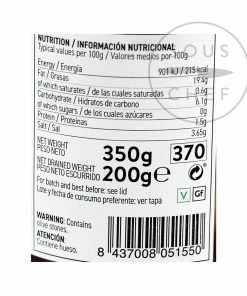 NUTRITION / INFORMACIÓN NUTRICIONAL
Typical values per 100g / Valores medios por 100g
Energy / Energía 901 kJ / 215 kcal
Fat / Grasas 19.4g
of which saturates / de las cuales saturadas 3.6g
Carbohydrate / Hidratos de carbono 6.1g
of which sugars / de los cuales azúcares 0g
Protein / Proteínas 1.5g
Salt / Sal 3.65g
NET WEIGHT
PESO NETO 350g 370
NET DRAINED WEIGHT
PESO NETO ESCURRIDO 200g e
For batch and best before: see lid
Lote y fecha de consumo preferente: ver tapa
V GF
WARNING: Contains
olive stones.
ATENCIÓN:
Contiene hueso.
8 437008 051550
SOUS
CHEF